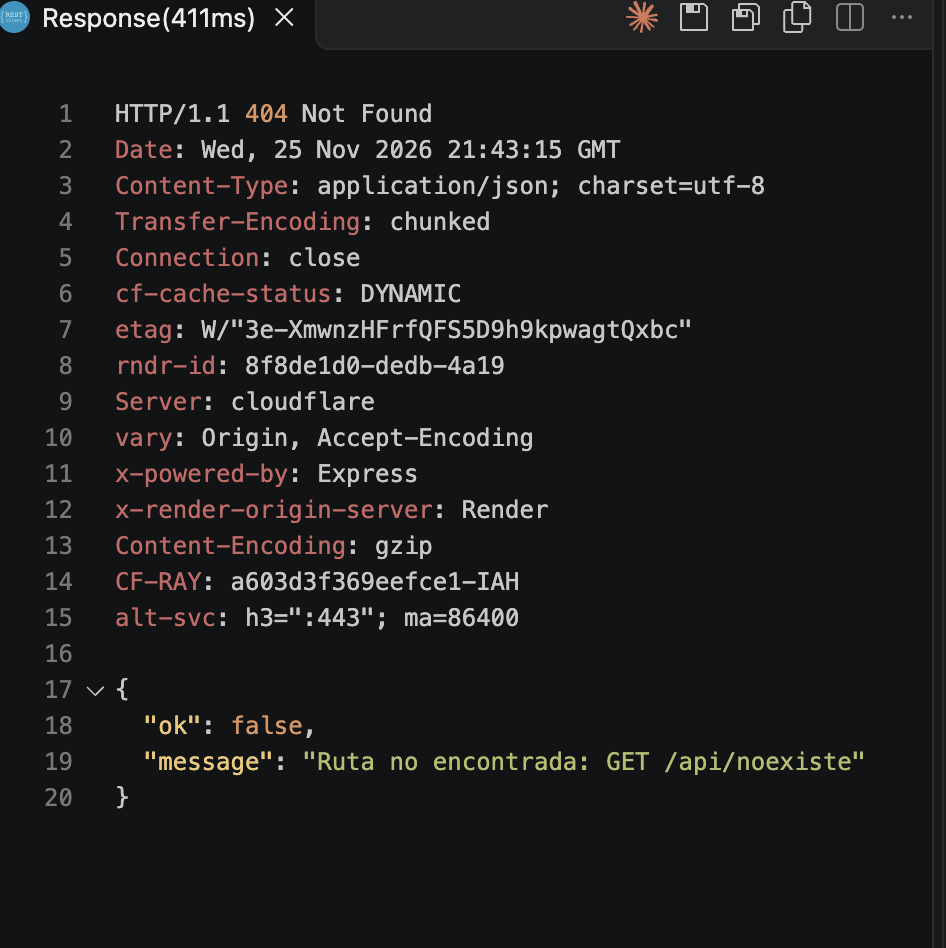 REST
Response(411ms)
1 HTTP/1.1 404 Not Found
2 Date: Wed, 25 Nov 2026 21:43:15 GMT
3 Content-Type: application/json; charset=utf-8
4 Transfer-Encoding: chunked
5 Connection: close
6 cf-cache-status: DYNAMIC
7 etag: W/"3e-XmwnzHFrfQFS5D9h9kpwagtQxbc"
8 rndr-id: 8f8de1d0-dedb-4a19
9 Server: cloudflare
10 vary: Origin, Accept-Encoding
11 x-powered-by: Express
12 x-render-origin-server: Render
13 Content-Encoding: gzip
14 CF-RAY: a603d3f369eefce1-IAH
15 alt-svc: h3=":443"; ma=86400
16
17 {
18 "ok": false,
19 "message": "Ruta no encontrada: GET /api/noexiste"
20 }